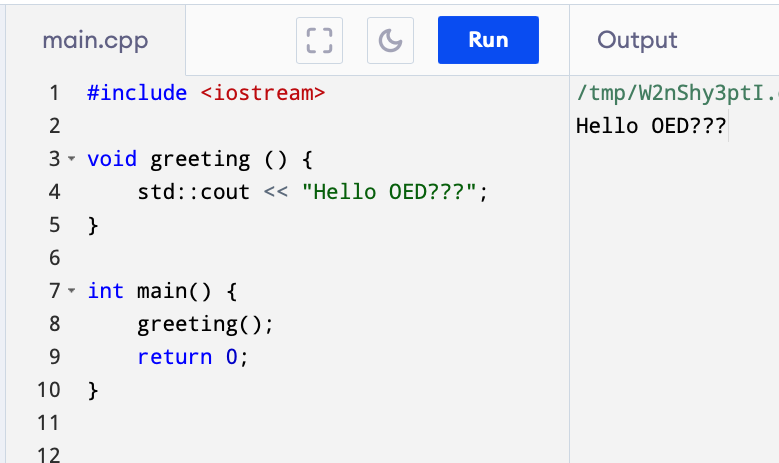 main.cpp Run Output
1 #include <iostream> /tmp/W2nShy3ptI.
2 Hello OED???
3 void greeting () {
4     std::cout << "Hello OED???";
5 }
6
7 int main() {
8     greeting();
9     return 0;
10 }
11
12